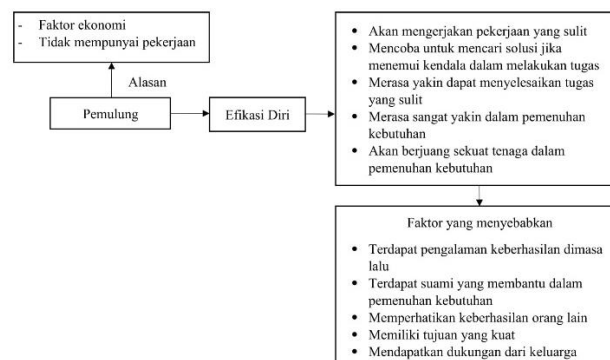 - Faktor ekonomi
- Tidak mempunyai pekerjaan
Alasan
Pemulung
Efikasi Diri
• Akan mengerjakan pekerjaan yang sulit
• Mencoba untuk mencari solusi jika
menemui kendala dalam melakukan tugas
• Merasa yakin dapat menyelesaikan tugas
yang sulit
• Merasa sangat yakin dalam pemenuhan
kebutuhan
• Akan berjuang sekuat tenaga dalam
pemenuhan kebutuhan
Faktor yang menyebabkan
• Terdapat pengalaman keberhasilan dimasa
lalu
• Terdapat suami yang membantu dalam
pemenuhan kebutuhan
• Memperhatikan keberhasilan orang lain
• Memiliki tujuan yang kuat
• Mendapatkan dukungan dari keluarga